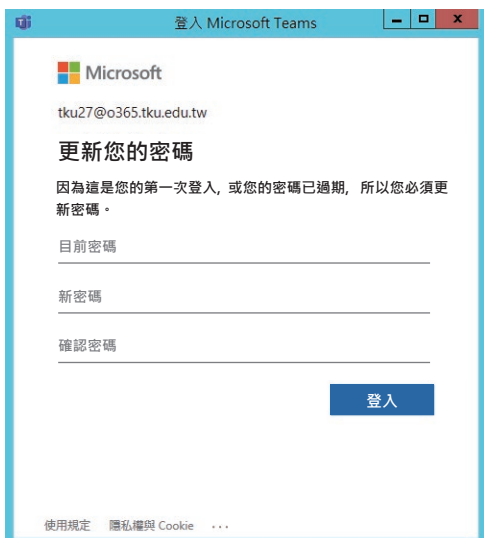 登入 Microsoft Teams
Microsoft
tku27@o365.tku.edu.tw
更新您的密碼
因為這是您的第一次登入, 或您的密碼已過期, 所以您必須更
新密碼。
目前密碼
新密碼
確認密碼
登入
使用規定 隱私權與 Cookie ...